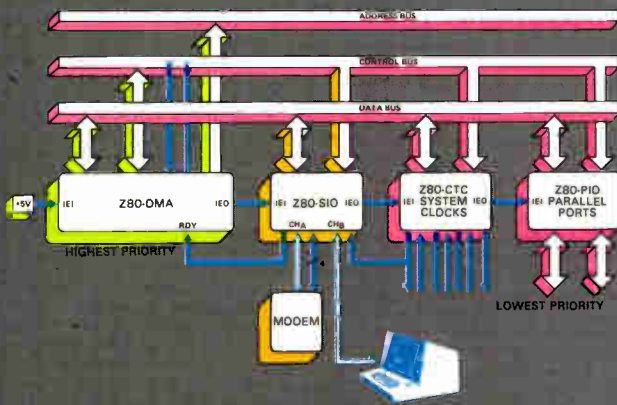 ADDRESS BUS
CONTROL BUS
DATA BUS
+5V
IEI
Z80-DMA
IEO
RDY
HIGHEST PRIORITY
IEI
Z80-SIO
IEO
CHA
CHB
4
MODEM
IEI
Z80-CTC
SYSTEM
CLOCKS
IEO
IEI
Z80-PIO
PARALLEL
PORTS
LOWEST PRIORITY